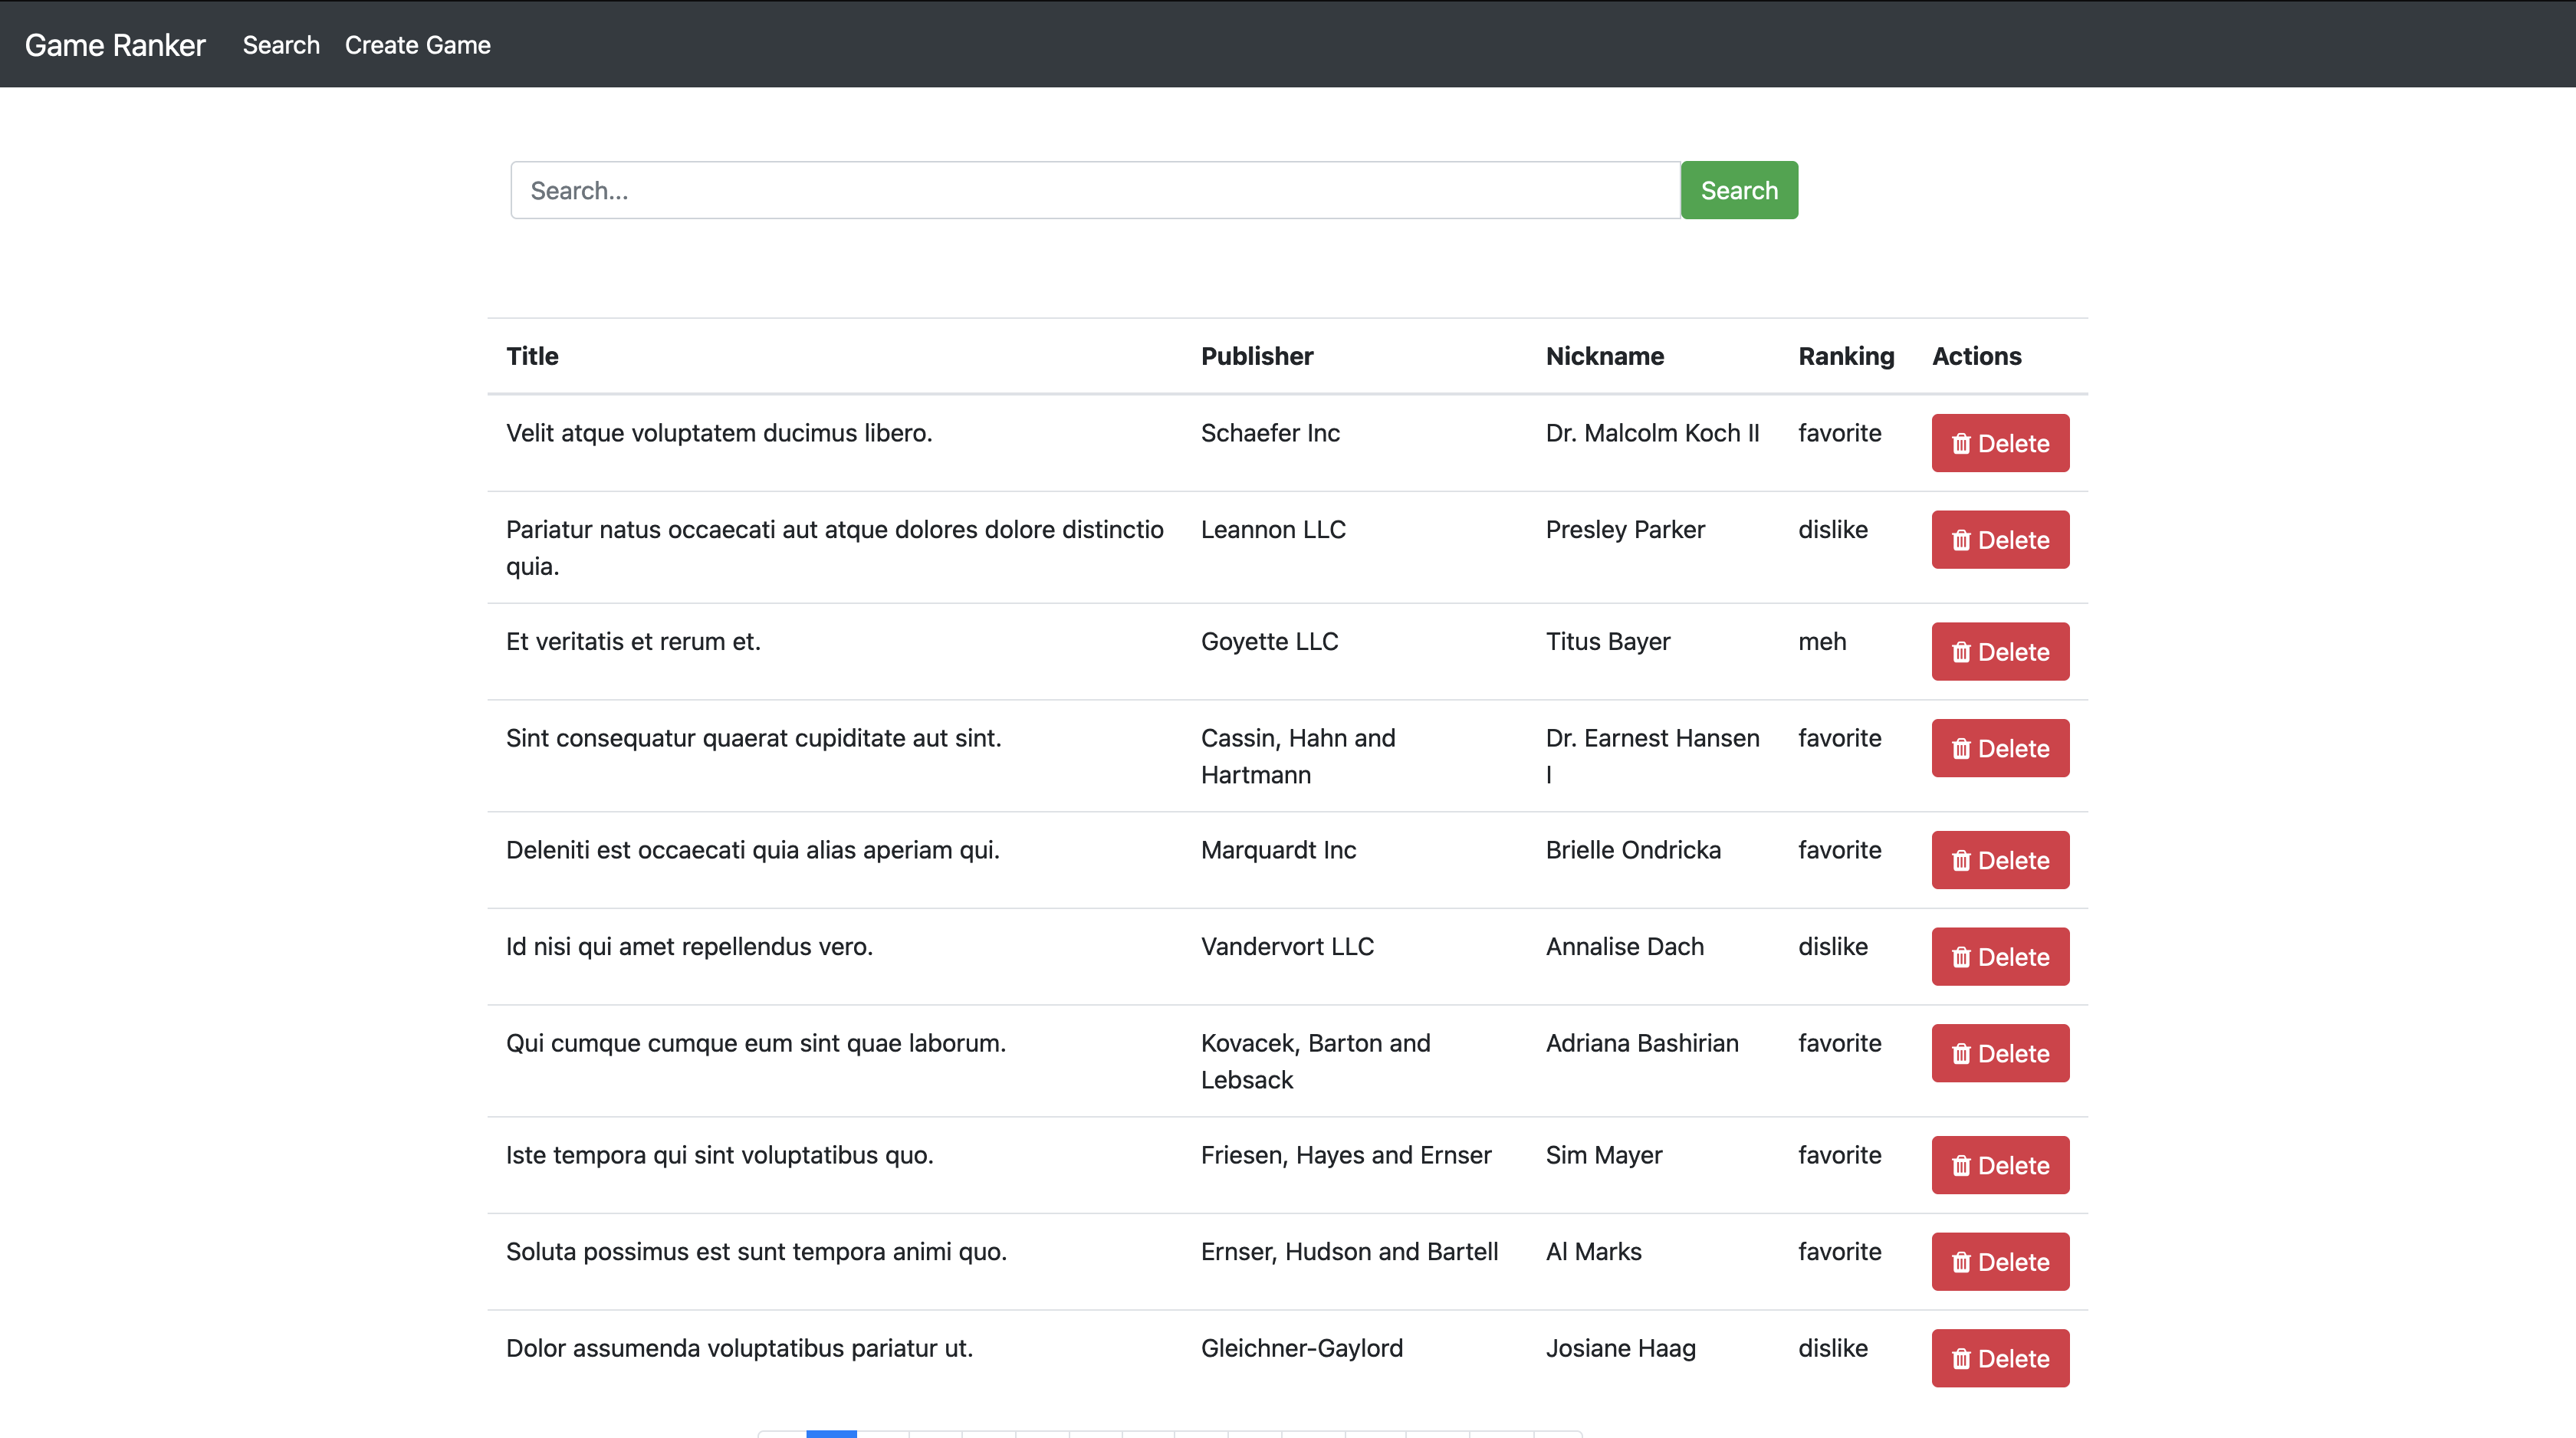 Game Ranker Search Create Game
Search... Search
Title Publisher Nickname Ranking Actions
Velit atque voluptatem ducimus libero. Schaefer Inc Dr. Malcolm Koch II favorite Delete
Pariatur natus occaecati aut atque dolores dolore distinctio Leannon LLC Presley Parker dislike Delete
quia.
Et veritatis et rerum et. Goyette LLC Titus Bayer meh Delete
Sint consequatur quaerat cupiditate aut sint. Cassin, Hahn and Dr. Earnest Hansen favorite Delete
Hartmann I
Deleniti est occaecati quia alias aperiam qui. Marquardt Inc Brielle Ondricka favorite Delete
Id nisi qui amet repellendus vero. Vandervort LLC Annalise Dach dislike Delete
Qui cumque cumque eum sint quae laborum. Kovacek, Barton and Adriana Bashirian favorite Delete
Lebsack
Iste tempora qui sint voluptatibus quo. Friesen, Hayes and Ernser Sim Mayer favorite Delete
Soluta possimus est sunt tempora animi quo. Ernser, Hudson and Bartell Al Marks favorite Delete
Dolor assumenda voluptatibus pariatur ut. Gleichner-Gaylord Josiane Haag dislike Delete